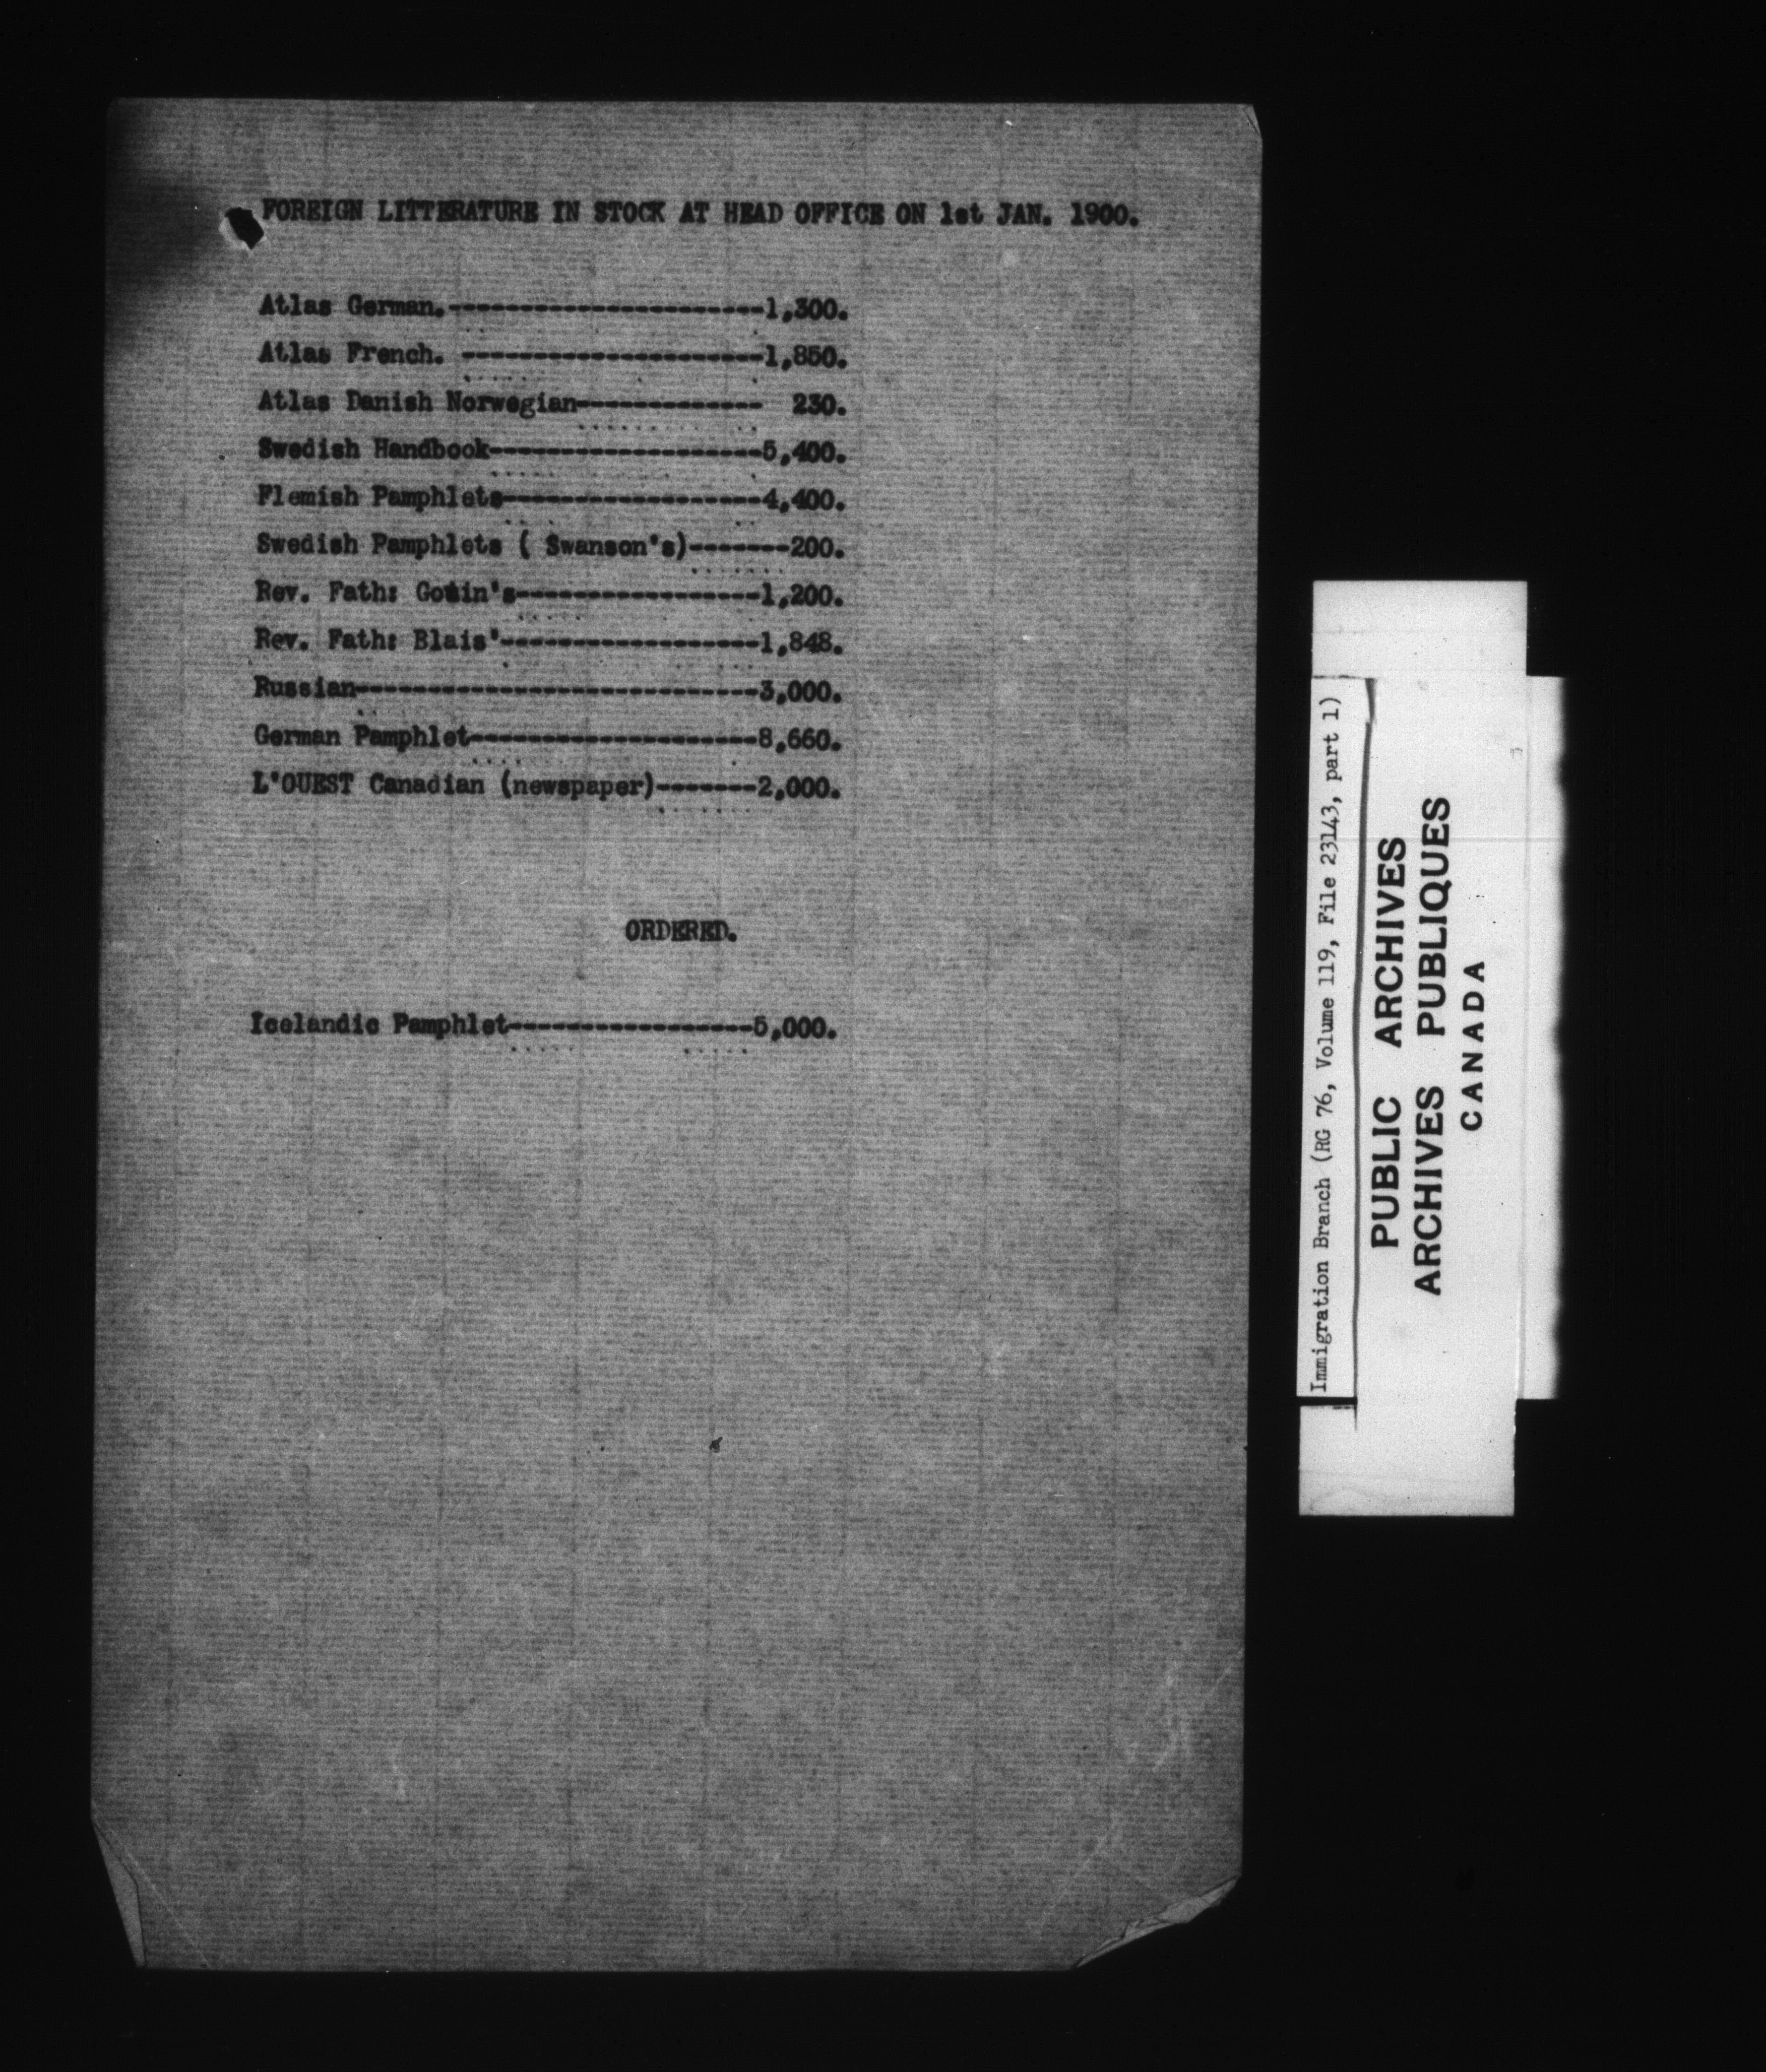 FOREIGN LITTERATURE IN STOCK AT HEAD OFFICE ON 1st JAN. 1900.
Atlas German.----------------------1,300.
Atlas French. ---------------------1,850.
Atlas Danish Norwegian------------- 230.
Swedish Handbook-------------------5,400.
Flemish Pamphlets------------------4,400.
Swedish Pamphlets ( Swanson's)-------200.
Rev. Fath: Gouin's-----------------1,200.
Rev. Fath: Blais'------------------1,848.
Russian----------------------------3,000.
German Pamphlet--------------------8,660.
L'OUEST Canadian (newspaper)-------2,000.
ORDERED.
Icelandic Pamphlet-----------------5,000.
Immigration Branch (RG 76, Volume 119, File 23143, part 1)
PUBLIC ARCHIVES
ARCHIVES PUBLIQUES
CANADA